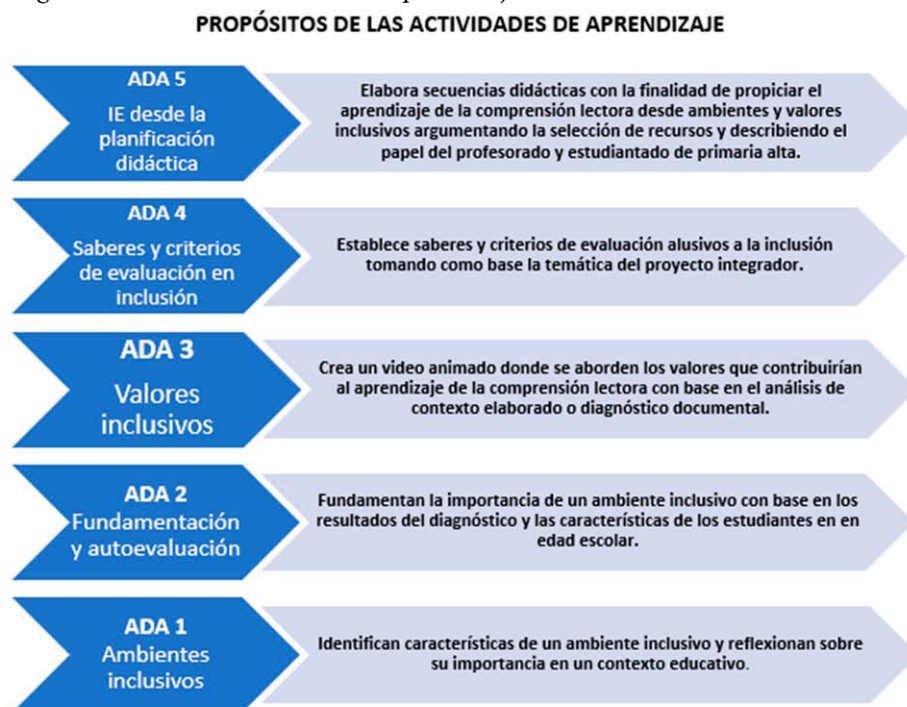 PROPÓSITOS DE LAS ACTIVIDADES DE APRENDIZAJE
ADA 5
IE desde la
planificación
didáctica
Elabora secuencias didácticas con la finalidad de propiciar el
aprendizaje de la comprensión lectora desde ambientes y valores
inclusivos argumentando la selección de recursos y describiendo el
papel del profesorado y estudiantado de primaria alta.
ADA 4
Saberes y criterios
de evaluación en
inclusión
Establece saberes y criterios de evaluación alusivos a la inclusión
tomando como base la temática del proyecto integrador.
ADA 3
Valores
inclusivos
Crea un video animado donde se aborden los valores que contribuirían
al aprendizaje de la comprensión lectora con base en el análisis de
contexto elaborado o diagnóstico documental.
ADA 2
Fundamentación
y autoevaluación
Fundamentan la importancia de un ambiente inclusivo con base en los
resultados del diagnóstico y las características de los estudiantes en en
edad escolar.
ADA 1
Ambientes
inclusivos
Identifican características de un ambiente inclusivo y reflexionan sobre
su importancia en un contexto educativo.